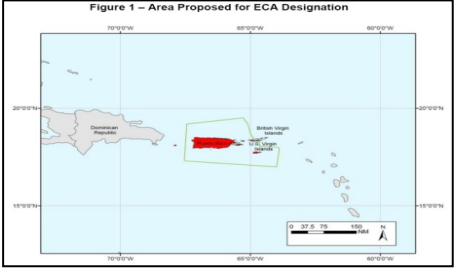 Figure 1 – Area Proposed for ECA Designation
70°0'0"W 65°0'0"W 60°0'0"W
20°0'0"N 20°0'0"N
Dominican
Republic
British Virgin
Islands
Puerto Rico
U.S. Virgin
Islands
15°0'0"N 15°0'0"N
0 37.5 75 150
NM
N
70°0'0"W 65°0'0"W 60°0'0"W